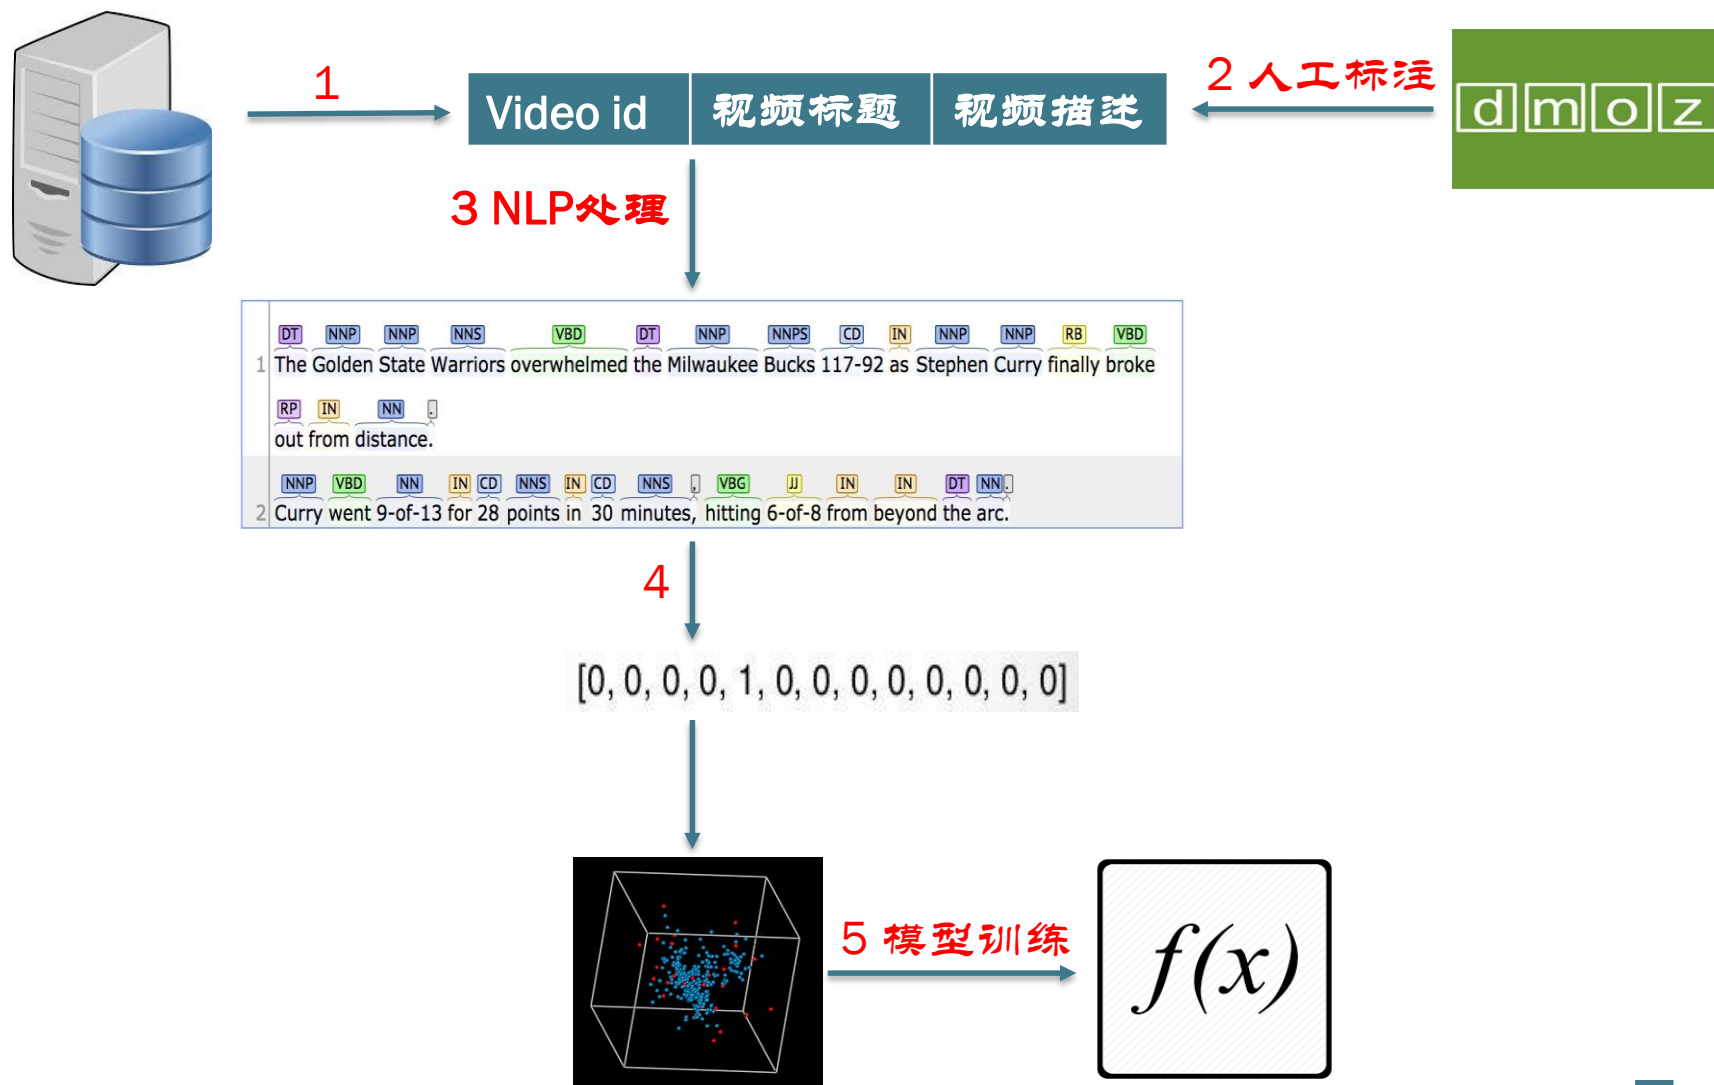 1
2 人工标注
dmoz
Video id 视频标题 视频描述
3 NLP处理
DT NNP NNP NNS VBD DT NNP NNPS CD IN NNP NNP RB VBD
1 The Golden State Warriors overwhelmed the Milwaukee Bucks 117-92 as Stephen Curry finally broke
RP IN NN .
out from distance.
NNP VBD NN IN CD NNS IN CD NNS , VBG JJ IN IN DT NN .
2 Curry went 9-of-13 for 28 points in 30 minutes, hitting 6-of-8 from beyond the arc.
4
[0, 0, 0, 0, 1, 0, 0, 0, 0, 0, 0, 0, 0]
5 模型训练
f(x)